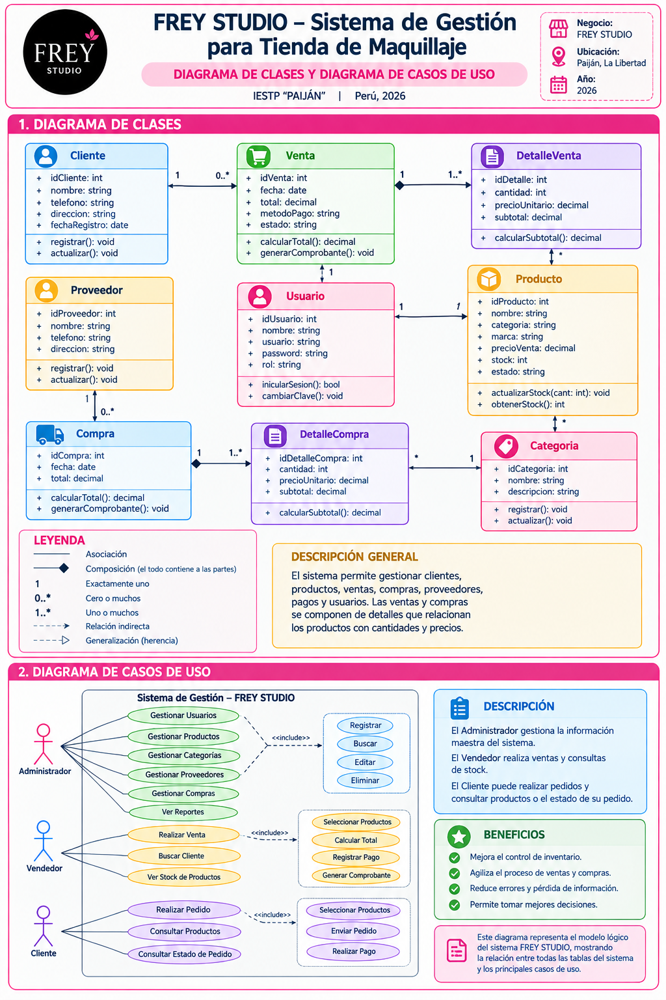 FREY
STUDIO
FREY STUDIO – Sistema de Gestión
para Tienda de Maquillaje
DIAGRAMA DE CLASES Y DIAGRAMA DE CASOS DE USO
IESTP “PAIJÁN” | Perú, 2026
Negocio:
FREY STUDIO
Ubicación:
Paiján, La Libertad
Año:
2026
1. DIAGRAMA DE CLASES
Cliente
+ idCliente: int
+ nombre: string
+ telefono: string
+ direccion: string
+ fechaRegistro: date
+ registrar(): void
+ actualizar(): void
1 0..*
Venta
+ idVenta: int
+ fecha: date
+ total: decimal
+ metodoPago: string
+ estado: string
+ calcularTotal(): decimal
+ generarComprobante(): void
1 1..*
DetalleVenta
+ idDetalle: int
+ cantidad: int
+ precioUnitario: decimal
+ subtotal: decimal
+ calcularSubtotal(): decimal
*
1
Proveedor
+ idProveedor: int
+ nombre: string
+ telefono: string
+ direccion: string
+ registrar(): void
+ actualizar(): void
1
0..*
Usuario
+ idUsuario: int
+ nombre: string
+ usuario: string
+ password: string
+ rol: string
+ inicularSesion(): bool
+ cambiarClave(): void
1 1
Producto
+ idProducto: int
+ nombre: string
+ categoria: string
+ marca: string
+ precioVenta: decimal
+ stock: int
+ estado: string
+ actualizarStock(cant: int): void
+ obtenerStock(): int
*
Compra
+ idCompra: int
+ fecha: date
+ total: decimal
+ calcularTotal(): decimal
+ generarComprobante(): void
1 1..*
DetalleCompra
+ idDetalleCompra: int
+ cantidad: int
+ precioUnitario: decimal
+ subtotal: decimal
+ calcularSubtotal(): decimal
* 1
Categoria
+ idCategoria: int
+ nombre: string
+ descripcion: string
+ registrar(): void
+ actualizar(): void
LEYENDA
Asociación
Composición (el todo contiene a las partes)
1 Exactamente uno
0..* Cero o muchos
1..* Uno o muchos
Relación indirecta
Generalización (herencia)
DESCRIPCIÓN GENERAL
El sistema permite gestionar clientes,
productos, ventas, compras, proveedores,
pagos y usuarios. Las ventas y compras
se componen de detalles que relacionan
los productos con cantidades y precios.
2. DIAGRAMA DE CASOS DE USO
Sistema de Gestión – FREY STUDIO
Administrador
Gestionar Usuarios
Gestionar Productos
Gestionar Categorías
Gestionar Proveedores
Gestionar Compras
Ver Reportes
<<include>>
Registrar
Buscar
Editar
Eliminar
Vendedor
Realizar Venta
Buscar Cliente
Ver Stock de Productos
<<include>>
Seleccionar Productos
Calcular Total
Registrar Pago
Generar Comprobante
Cliente
Realizar Pedido
Consultar Productos
Consultar Estado de Pedido
<<include>>
Seleccionar Productos
Enviar Pedido
Realizar Pago
DESCRIPCIÓN
El Administrador gestiona la información
maestra del sistema.
El Vendedor realiza ventas y consultas
de stock.
El Cliente puede realizar pedidos y
consultar productos o el estado de su pedido.
BENEFICIOS
Mejora el control de inventario.
Agiliza el proceso de ventas y compras.
Reduce errores y pérdida de información.
Permite tomar mejores decisiones.
Este diagrama representa el modelo lógico
del sistema FREY STUDIO, mostrando
la relación entre todas las tablas del sistema
y los principales casos de uso.